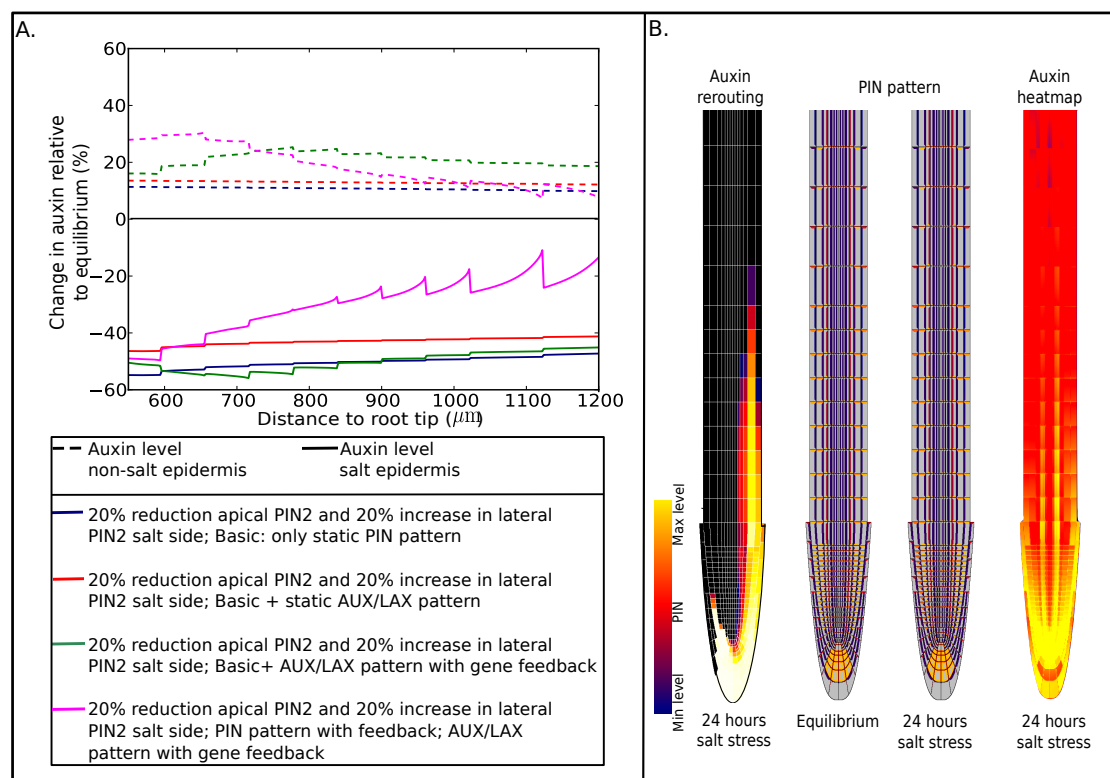 A.
60
40
20
0
−20
−40
−60
Change in auxin relative
to equilibrium (%)
600 700 800 900 1000 1100 1200
Distance to root tip (μm)
Auxin level
non-salt epidermis
Auxin level
salt epidermis
20% reduction apical PIN2 and 20% increase in lateral
PIN2 salt side; Basic: only static PIN pattern
20% reduction apical PIN2 and 20% increase in lateral
PIN2 salt side; Basic + static AUX/LAX pattern
20% reduction apical PIN2 and 20% increase in lateral
PIN2 salt side; Basic+ AUX/LAX pattern with gene feedback
20% reduction apical PIN2 and 20% increase in lateral
PIN2 salt side; PIN pattern with feedback; AUX/LAX
pattern with gene feedback
B.
Auxin
rerouting
PIN pattern
Auxin
heatmap
Max level
PIN
Min level
24 hours
salt stress
Equilibrium
24 hours
salt stress
24 hours
salt stress